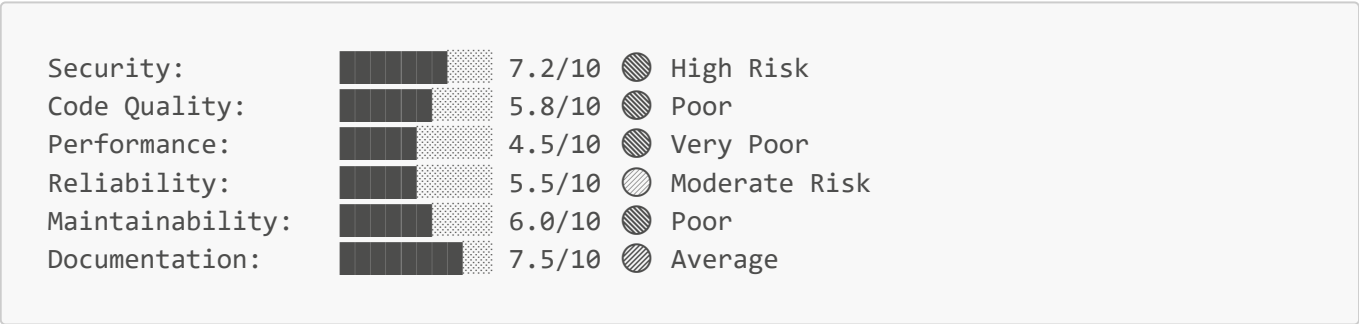 Security: ███████░░░ 7.2/10 High Risk
Code Quality: ██████░░░░ 5.8/10 Poor
Performance: █████░░░░░ 4.5/10 Very Poor
Reliability: █████░░░░░ 5.5/10 Moderate Risk
Maintainability: ██████░░░░ 6.0/10 Poor
Documentation: ████████░░ 7.5/10 Average